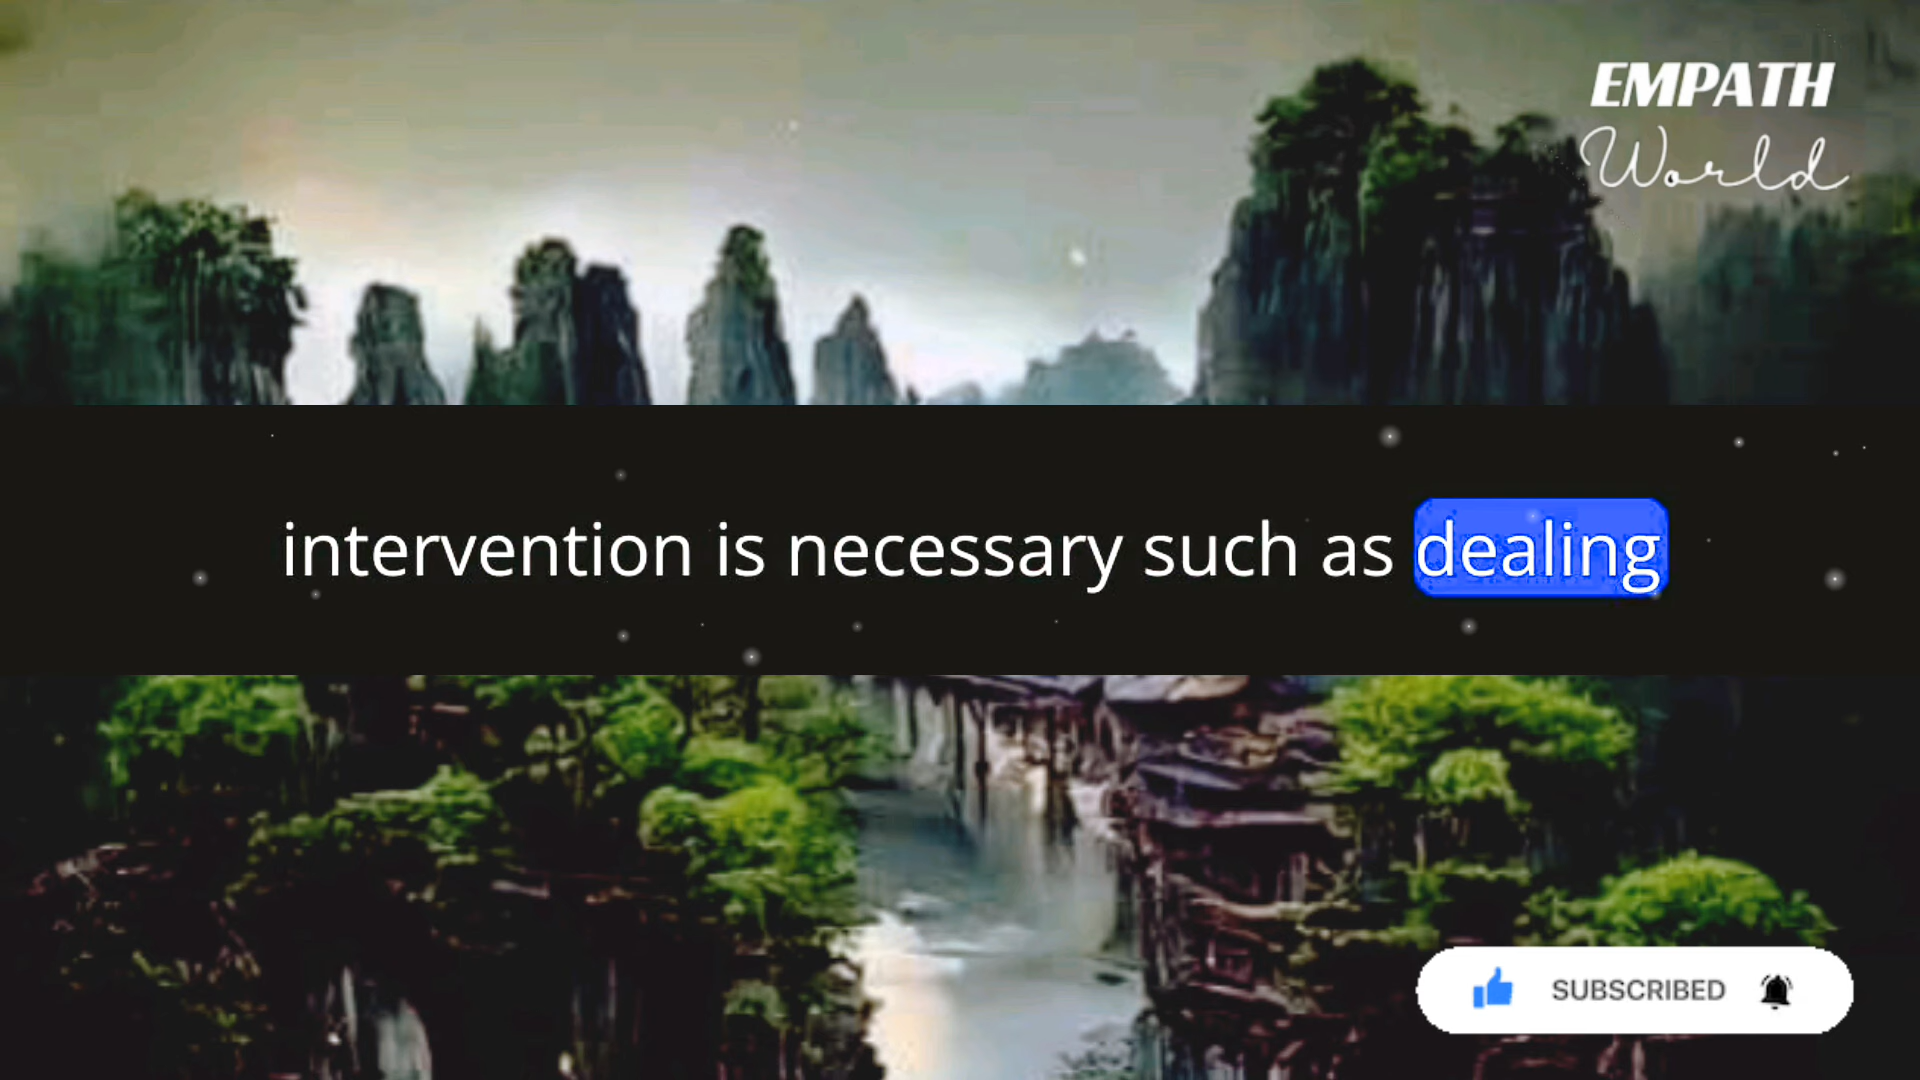 EMPATH
World
intervention is necessary such as dealing
SUBSCRIBED